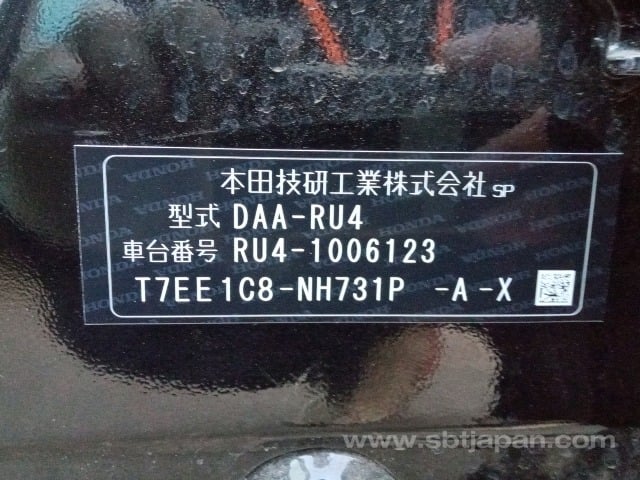 本田技研工業株式会社 SP
型式 DAA-RU4
車台番号 RU4-1006123
T7EE1C8-NH731P -A-X
www.sbtjapan.com